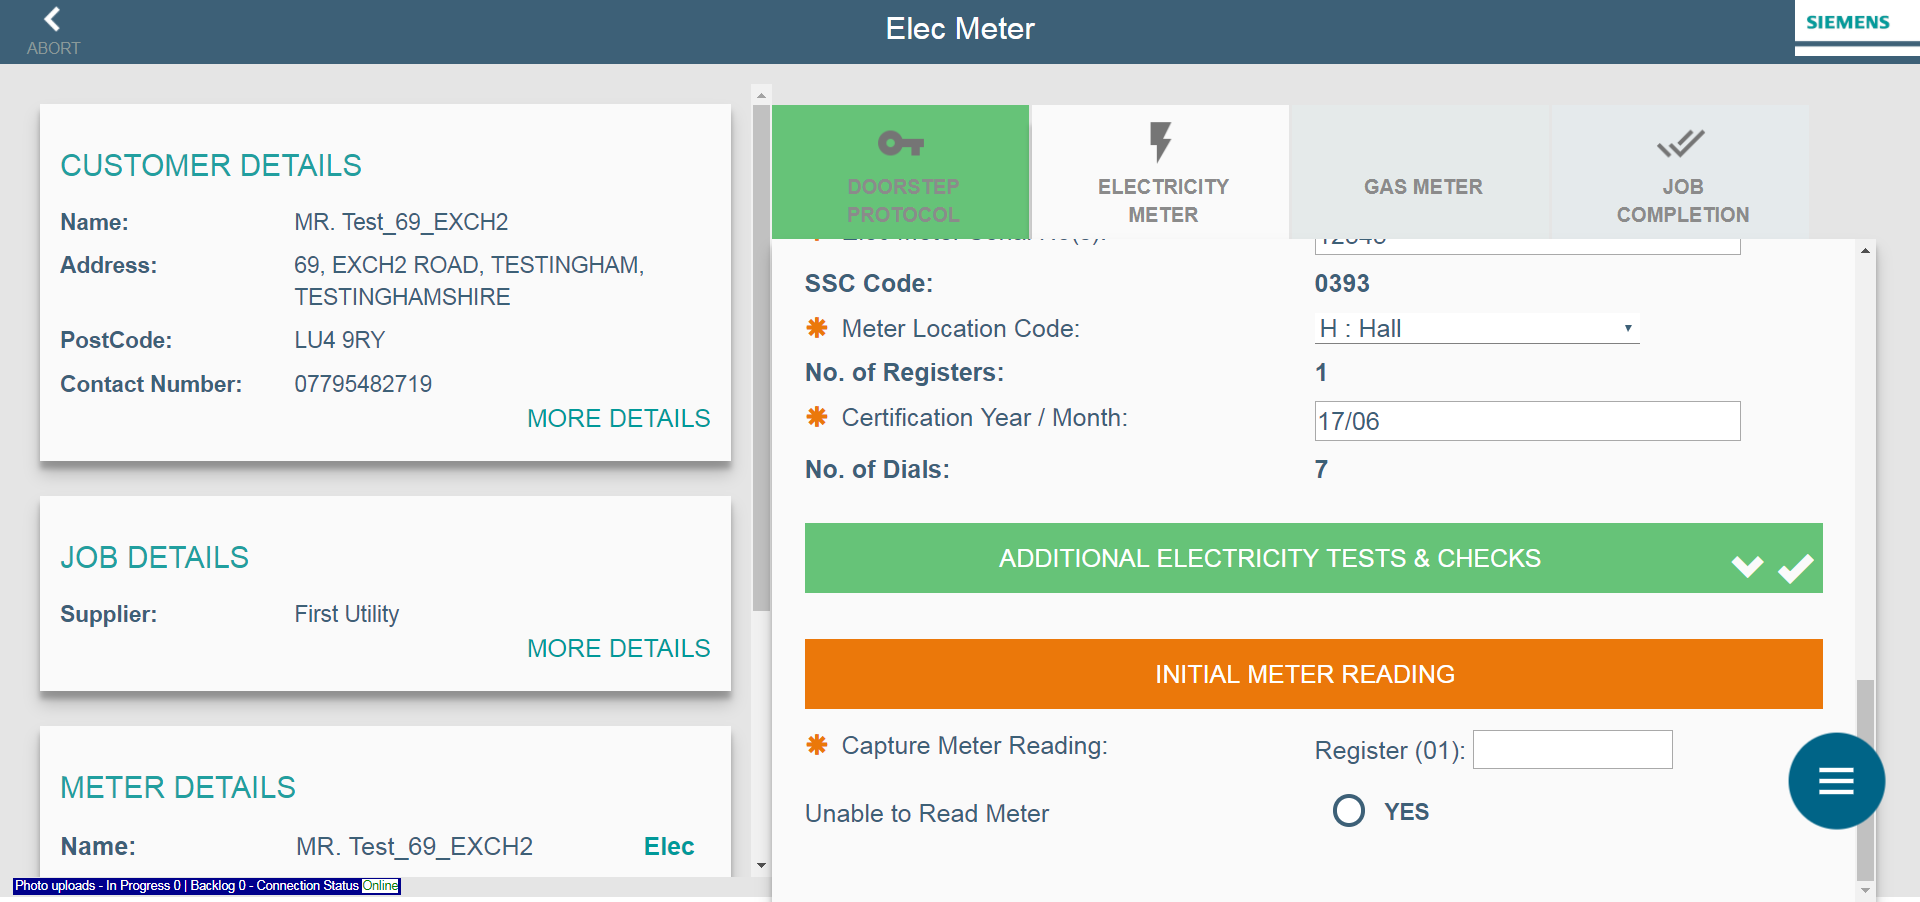 ABORT
Elec Meter
SIEMENS
CUSTOMER DETAILS
Name: MR. Test_69_EXCH2
Address: 69, EXCH2 ROAD, TESTINGHAM,
TESTINGHAMSHIRE
PostCode: LU4 9RY
Contact Number: 07795482719
MORE DETAILS
JOB DETAILS
Supplier: First Utility
MORE DETAILS
METER DETAILS
Name: MR. Test_69_EXCH2 Elec
Photo uploads - In Progress 0 | Backlog 0 - Connection Status Online
DOORSTEP
PROTOCOL
ELECTRICITY
METER
GAS METER
JOB
COMPLETION
SSC Code: 0393
Meter Location Code: H : Hall
No. of Registers: 1
Certification Year / Month: 17/06
No. of Dials: 7
ADDITIONAL ELECTRICITY TESTS & CHECKS
INITIAL METER READING
Capture Meter Reading: Register (01):
Unable to Read Meter YES